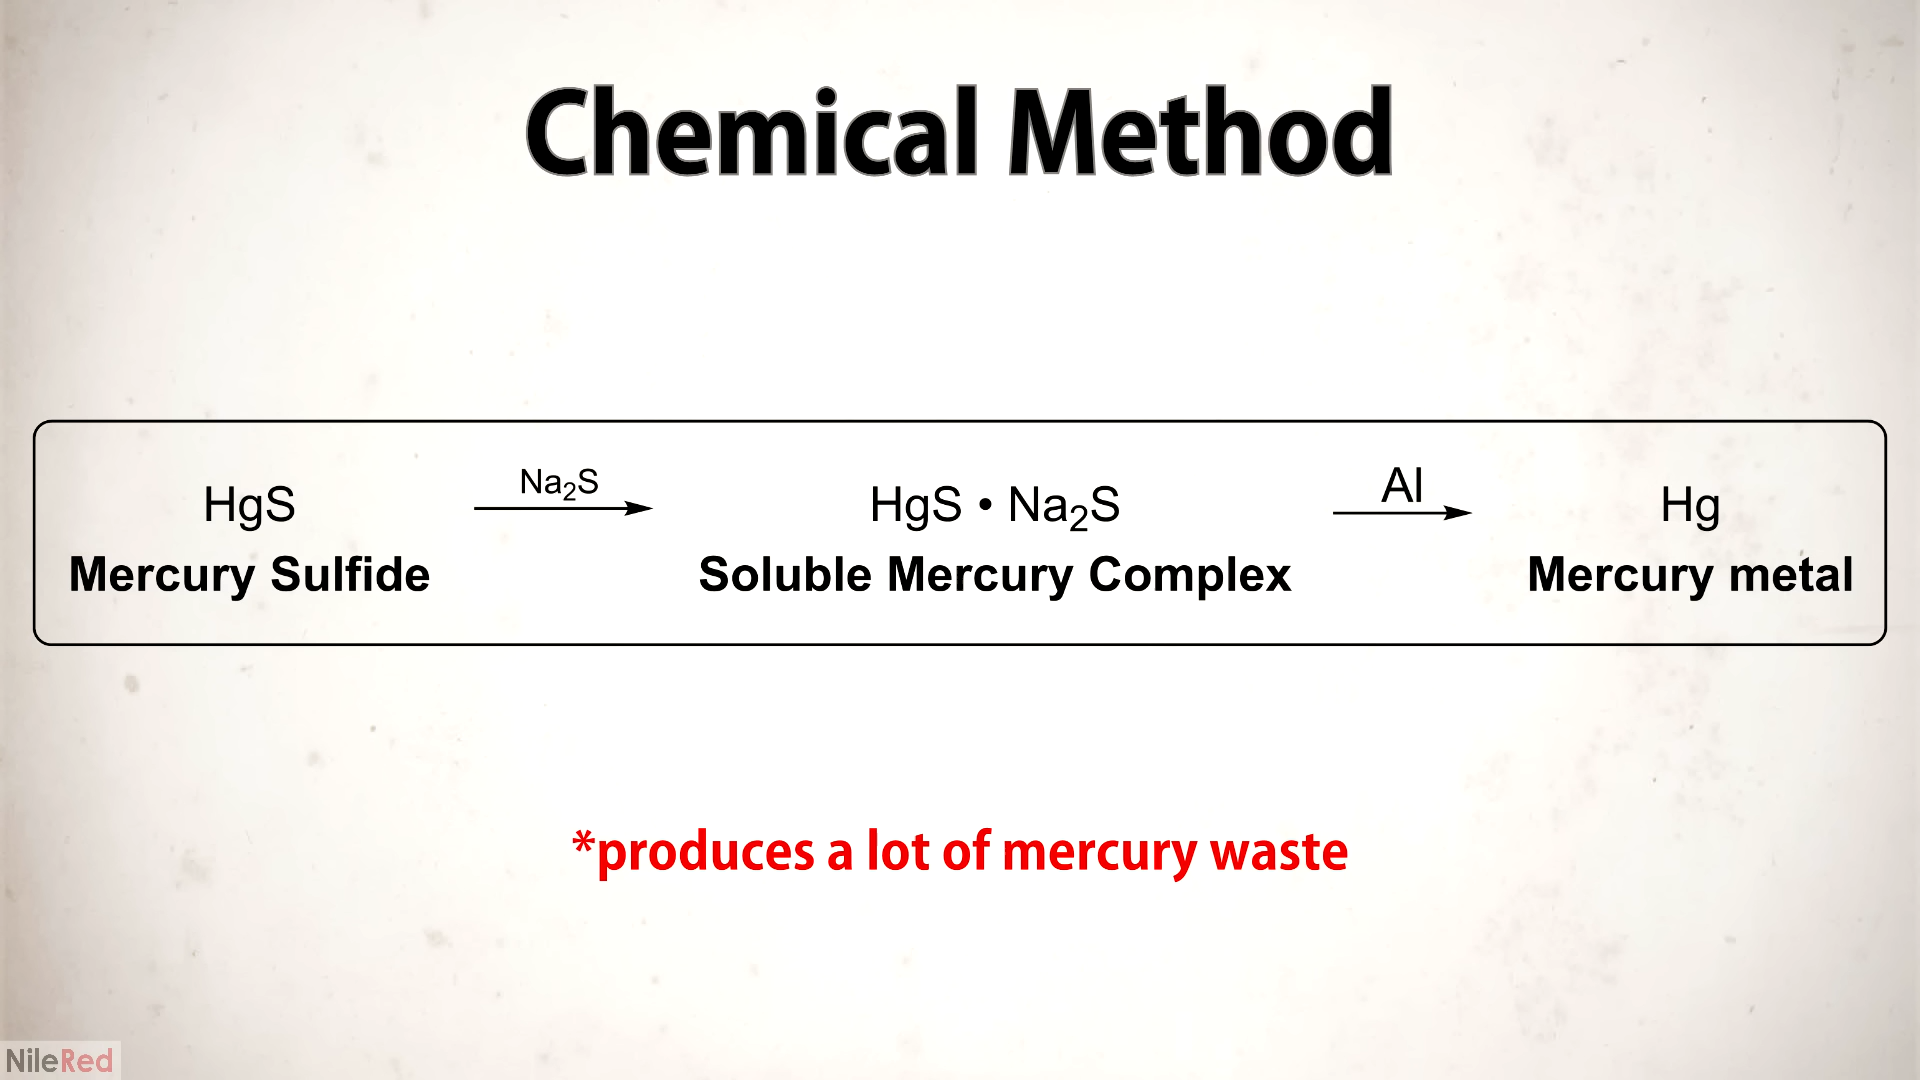 Chemical Method
Na₂S
Al
HgS
HgS • Na₂S
Hg
Mercury Sulfide
Soluble Mercury Complex
Mercury metal
*produces a lot of mercury waste
NileRed